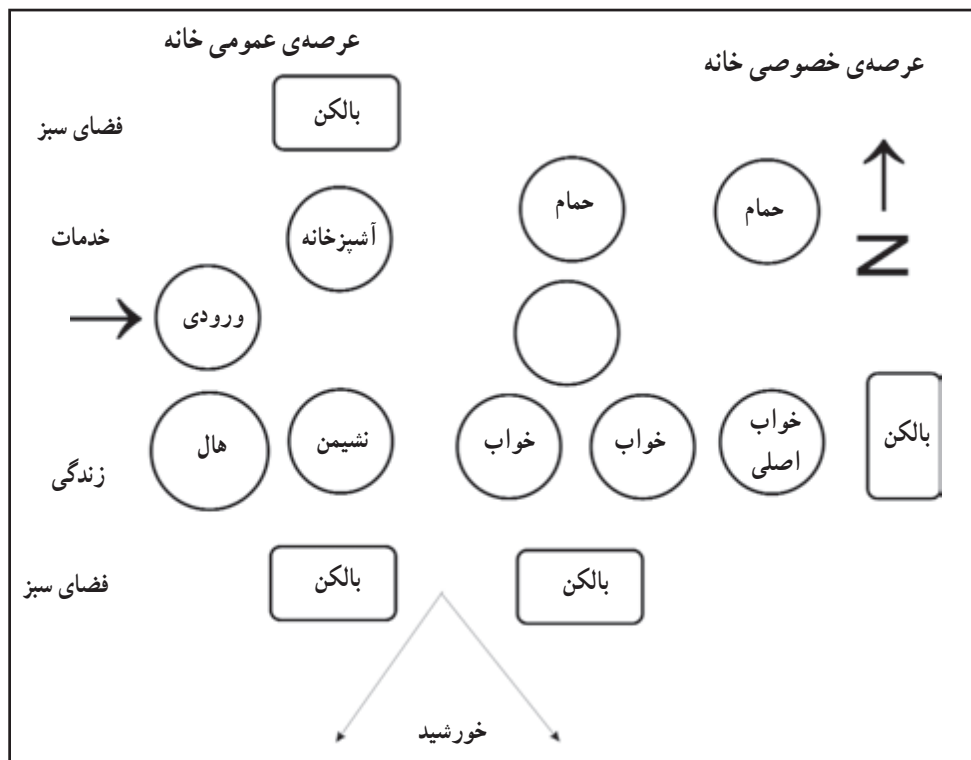 عرصه‌ی خصوصی خانه
عرصه‌ی عمومی خانه
بالکن
فضای سبز
حمام
حمام
آشپزخانه
خدمات
N
ورودی
بالکن
خواب
اصلی
خواب
خواب
نشیمن
هال
زندگی
بالکن
بالکن
فضای سبز
خورشید